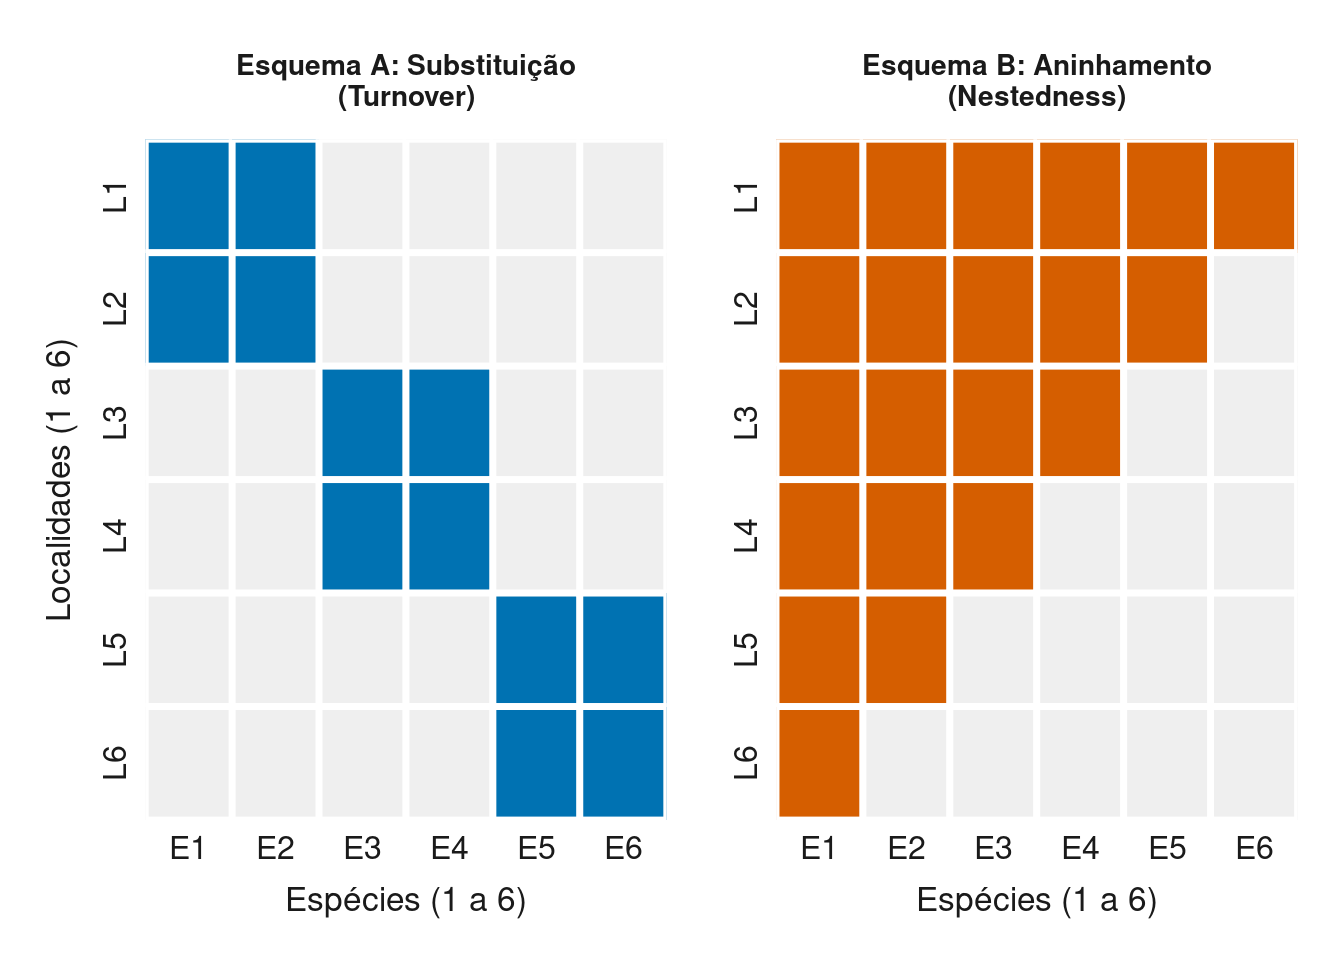 Esquema A: Substituição
(Turnover)
Localidades (1 a 6)
L1
L2
L3
L4
L5
L6
E1 E2 E3 E4 E5 E6
Espécies (1 a 6)
Esquema B: Aninhamento
(Nestedness)
L1
L2
L3
L4
L5
L6
E1 E2 E3 E4 E5 E6
Espécies (1 a 6)